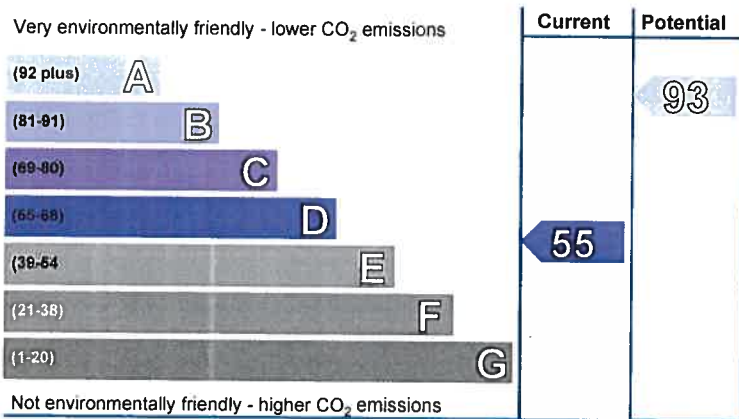 Current Potential
Very environmentally friendly - lower CO₂ emissions
(92 plus) A
93
(81-91) B
(69-80) C
(55-68) D
55
(39-54 E
(21-38) F
(1-20) G
Not environmentally friendly - higher CO₂ emissions